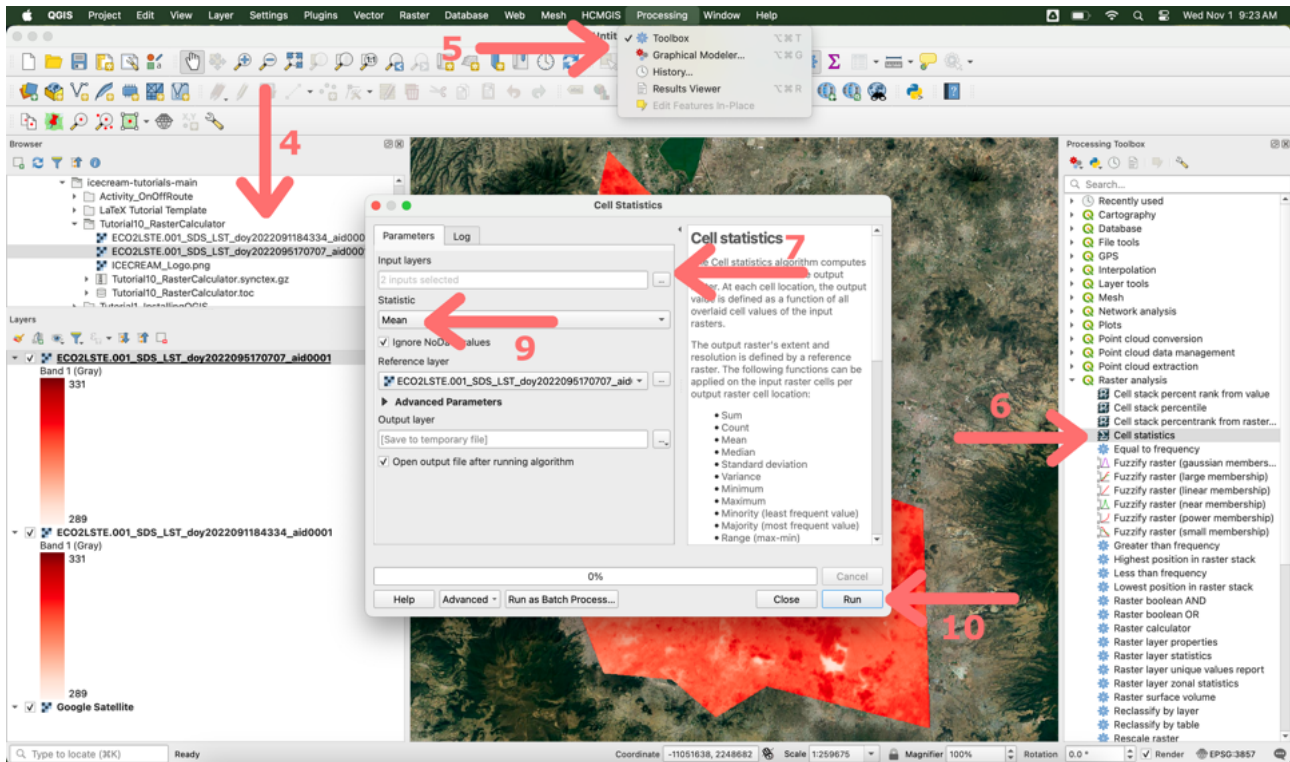 QGIS Project Edit View Layer Settings Plugins Vector Raster Database Web Mesh HCMGIS Processing Window Help Wed Nov 1 9:23 AM
5
Toolbox ⌥⌘T
Graphical Modeler... ⌥⌘G
History...
Results Viewer ⌥⌘R
Edit Features In-Place
4
Browser
icecream-tutorials-main
Activity_OnOffRoute
LaTeX Tutorial Template
Tutorial10_RasterCalculator
ECO2LSTE.001_SDS_LST_doy2022091184334_aid000
ECO2LSTE.001_SDS_LST_doy2022095170707_aid000
ICECREAM_Logo.png
Tutorial10_RasterCalculator.synctex.gz
Tutorial10_RasterCalculator.toc
Tutorial1_InstallingQGIS
Layers
ECO2LSTE.001_SDS_LST_doy2022095170707_aid0001
Band 1 (Gray)
331
289
ECO2LSTE.001_SDS_LST_doy2022091184334_aid0001
Band 1 (Gray)
331
289
Google Satellite
Cell Statistics
Parameters Log
Input layers
2 inputs selected ...
Statistic
Mean
9
Ignore NoData values
Reference layer
ECO2LSTE.001_SDS_LST_doy2022095170707_aid ...
Advanced Parameters
Output layer
[Save to temporary file] ...
Open output file after running algorithm
Cell statistics
7
The Cell statistics algorithm computes
the output
raster. At each cell location, the output
value is defined as a function of all
overlaid cell values of the input
rasters.
The output raster's extent and
resolution is defined by a reference
raster. The following functions can be
applied on the input raster cells per
output raster cell location:
• Sum
• Count
• Mean
• Median
• Standard deviation
• Variance
• Minimum
• Maximum
• Minority (least frequent value)
• Majority (most frequent value)
• Range (max-min)
0% Cancel
Help Advanced Run as Batch Process... Close Run
10
Processing Toolbox
Search...
Recently used
Cartography
Database
File tools
GPS
Interpolation
Layer tools
Mesh
Network analysis
Plots
Point cloud conversion
Point cloud data management
Point cloud extraction
Raster analysis
6
Cell stack percent rank from value
Cell stack percentile
Cell stack percentrank from raster...
Cell statistics
Equal to frequency
Fuzzify raster (gaussian members...
Fuzzify raster (large membership)
Fuzzify raster (linear membership)
Fuzzify raster (near membership)
Fuzzify raster (power membership)
Fuzzify raster (small membership)
Greater than frequency
Highest position in raster stack
Less than frequency
Lowest position in raster stack
Raster boolean AND
Raster boolean OR
Raster calculator
Raster layer properties
Raster layer statistics
Raster layer unique values report
Raster layer zonal statistics
Raster surface volume
Reclassify by layer
Reclassify by table
Rescale raster
Type to locate (⌘K) Ready Coordinate -11051638, 2248682 Scale 1:259675 Magnifier 100% Rotation 0.0 ° Render EPSG:3857